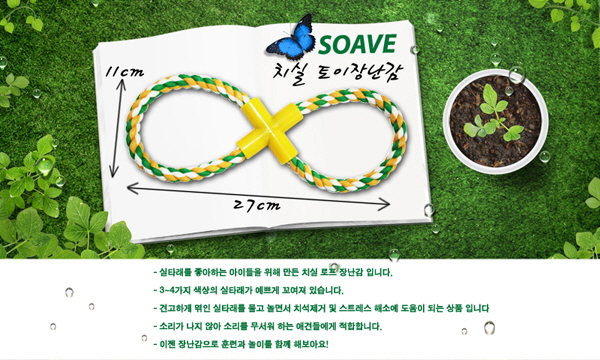 SOAVE
치실 토이장난감
11cm
27cm
- 실타래를 좋아하는 아이들을 위해 만든 치실 로프 장난감 입니다.
- 3~4가지 색상의 실타래가 예쁘게 꼬여져 있습니다.
- 견고하게 엮인 실타래를 물고 놀면서 치석제거 및 스트레스 해소에 도움이 되는 상품 입니다
- 소리가 나지 않아 소리를 무서워 하는 애견들에게 적합합니다.
- 이젠 장난감으로 훈련과 놀이를 함께 해보아요!